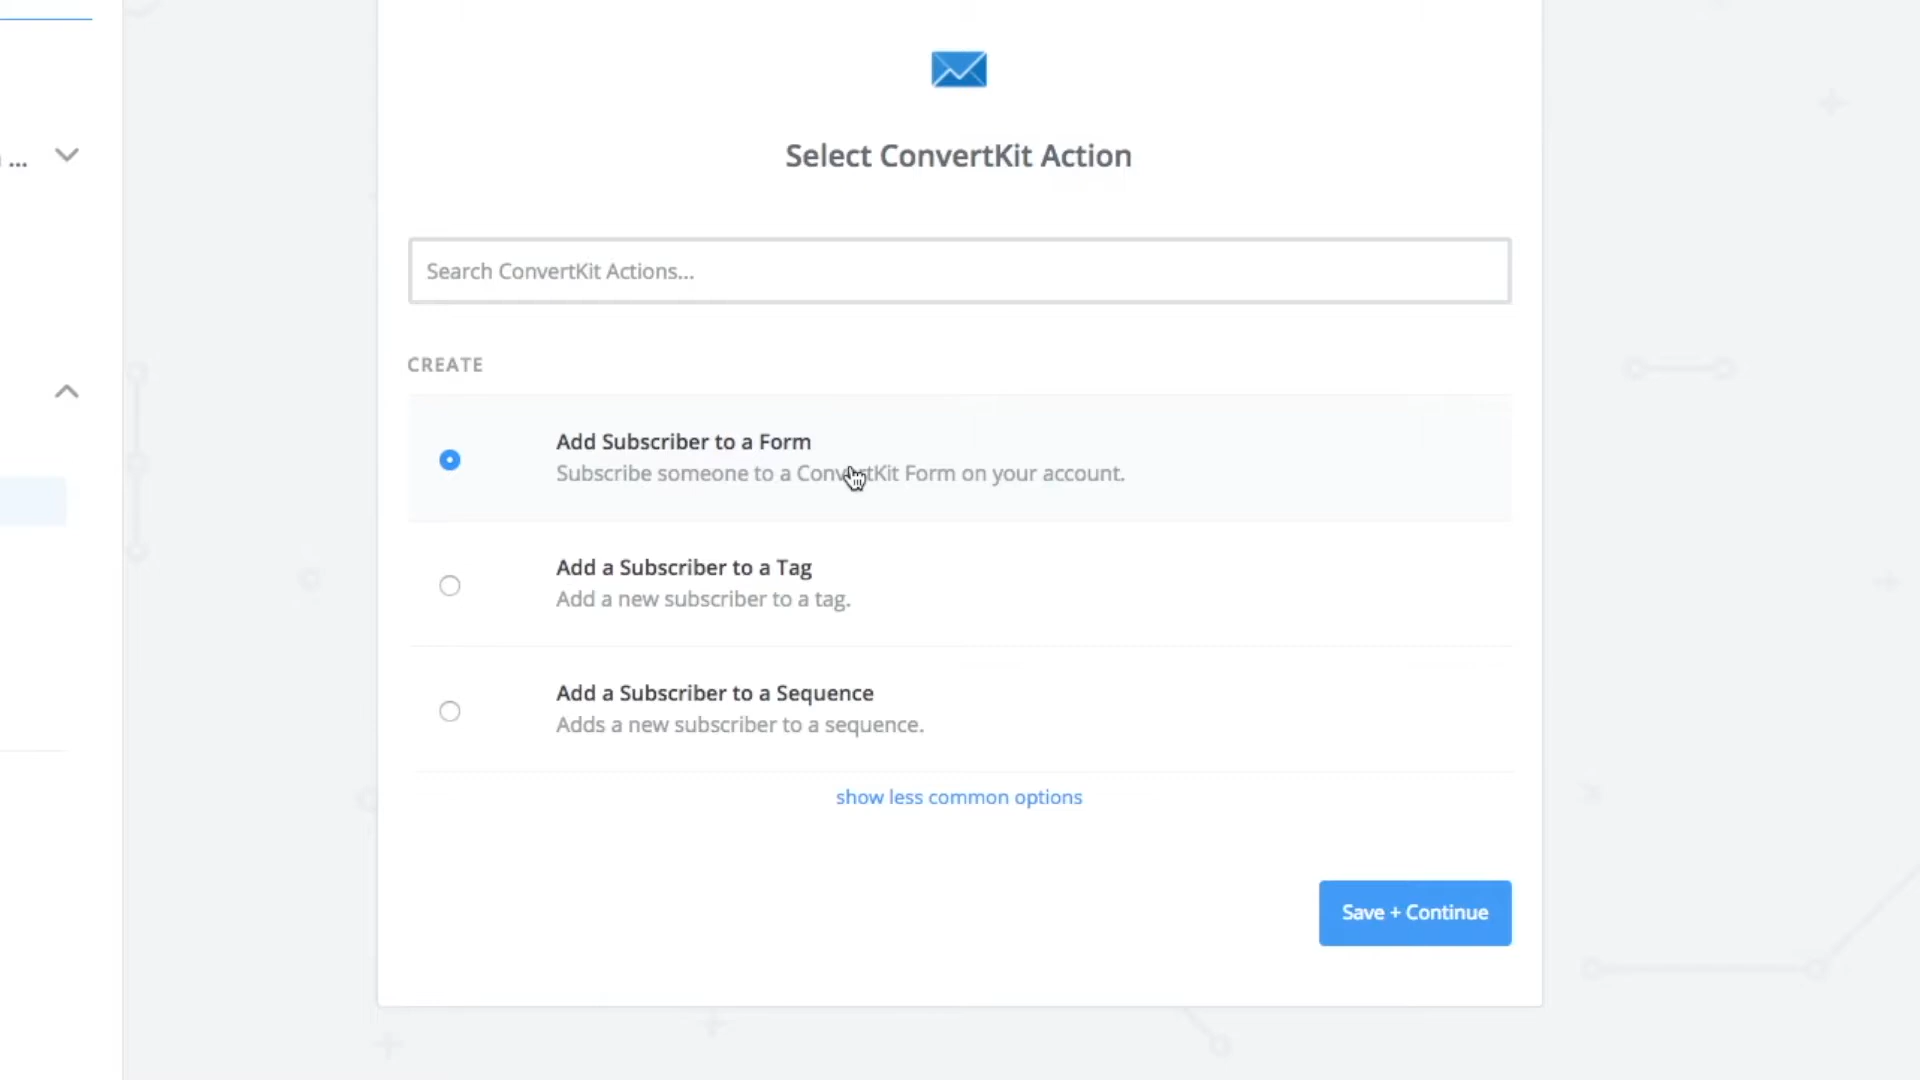 ...
Select ConvertKit Action
Search ConvertKit Actions...
CREATE
Add Subscriber to a Form
Subscribe someone to a ConvertKit Form on your account.
Add a Subscriber to a Tag
Add a new subscriber to a tag.
Add a Subscriber to a Sequence
Adds a new subscriber to a sequence.
show less common options
Save + Continue